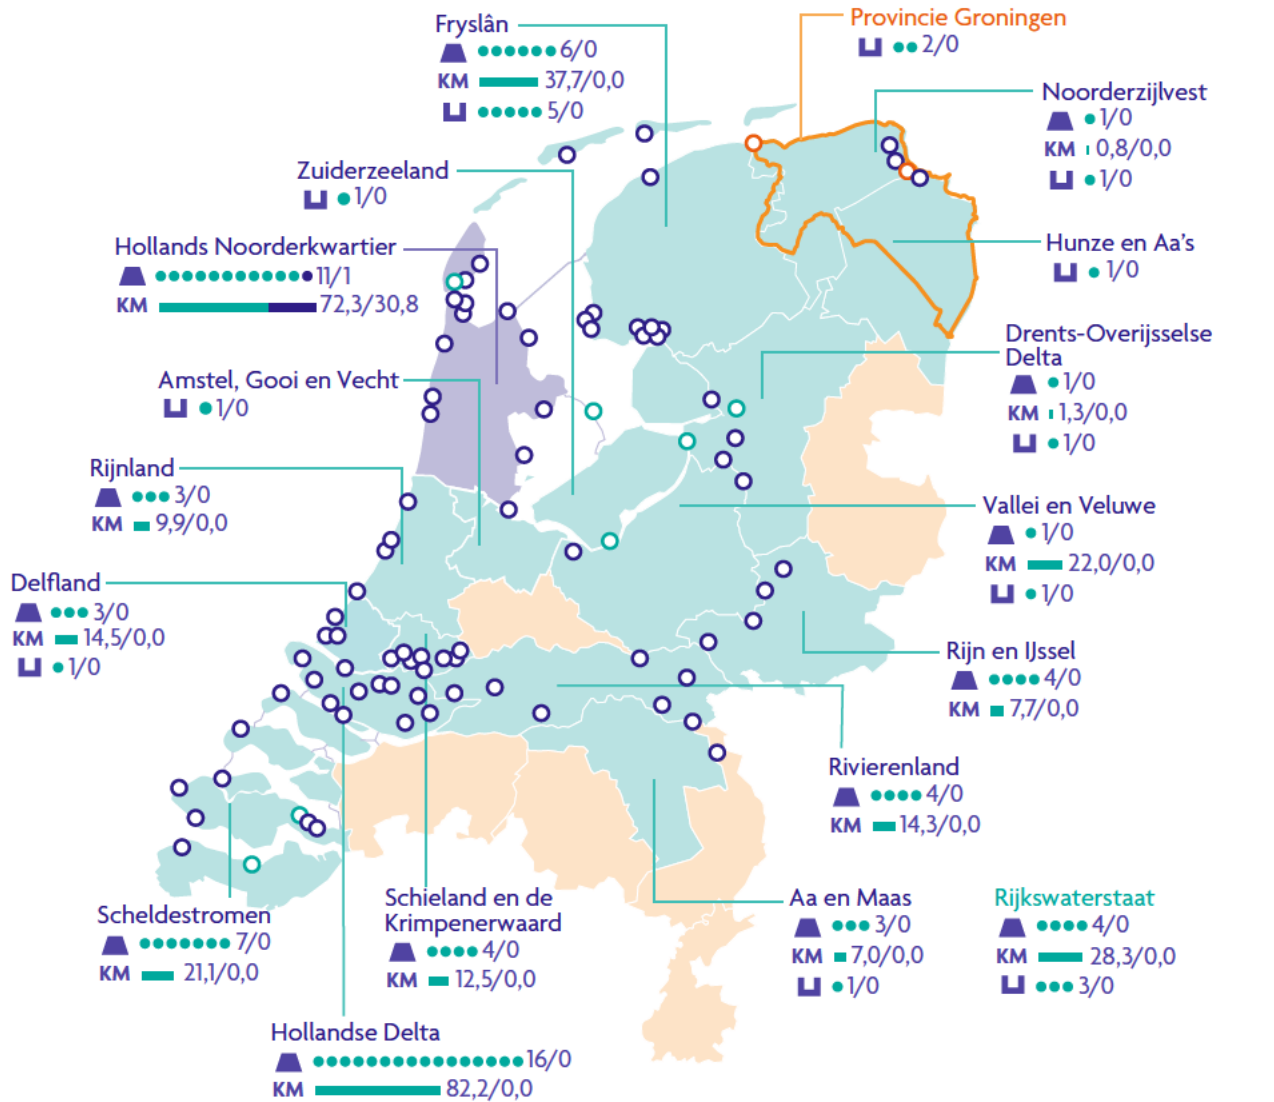 Fryslân
6/0
KM 37,7/0,0
5/0
Provincie Groningen
2/0
Noorderzijlvest
1/0
KM 0,8/0,0
1/0
Zuiderzeeland
1/0
Hollands Noorderkwartier
11/1
KM 72,3/30,8
Hunze en Aa's
1/0
Drents-Overijsselse
Delta
1/0
KM 1,3/0,0
1/0
Amstel, Gooi en Vecht
1/0
Rijnland
3/0
KM 9,9/0,0
Vallei en Veluwe
1/0
KM 22,0/0,0
1/0
Delfland
3/0
KM 14,5/0,0
1/0
Rijn en IJssel
4/0
KM 7,7/0,0
Rivierenland
4/0
KM 14,3/0,0
Scheldestromen
7/0
KM 21,1/0,0
Schieland en de
Krimpenerwaard
4/0
KM 12,5/0,0
Aa en Maas
3/0
KM 7,0/0,0
1/0
Rijkswaterstaat
4/0
KM 28,3/0,0
3/0
Hollandse Delta
16/0
KM 82,2/0,0